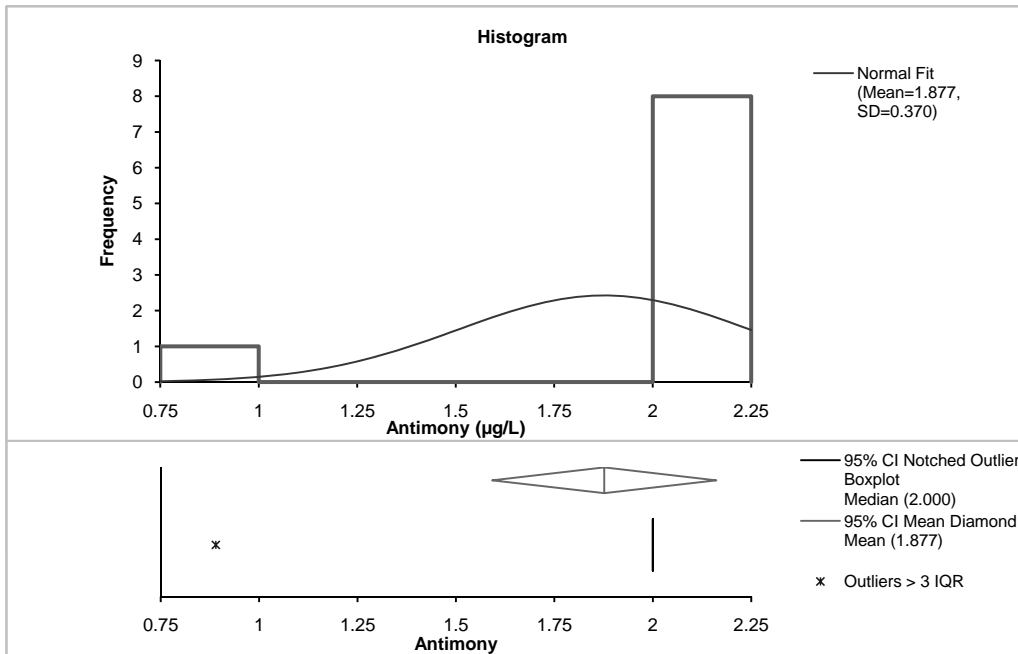 Histogram
9
8
7
6
5
4
3
2
1
0
Frequency
0.75 1 1.25 1.5 1.75 2 2.25
Antimony (µg/L)
Normal Fit
(Mean=1.877,
SD=0.370)
95% CI Notched Outlier
Boxplot
Median (2.000)
95% CI Mean Diamond
Mean (1.877)
Outliers > 3 IQR
0.75 1 1.25 1.5 1.75 2 2.25
Antimony